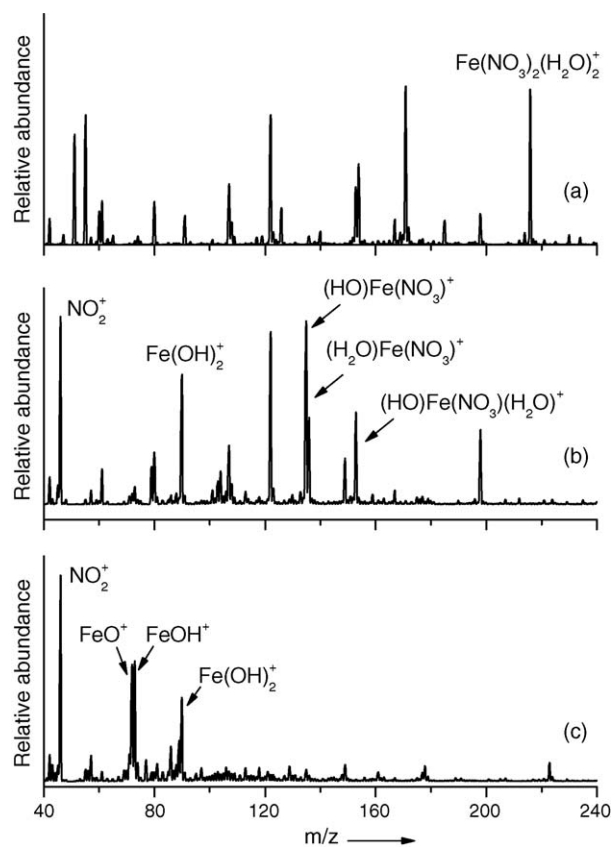 Relative abundance
Fe(NO₃)₂(H₂O)₂⁺
(a)
Relative abundance
NO₂⁺
Fe(OH)₂⁺
(HO)Fe(NO₃)⁺
(H₂O)Fe(NO₃)⁺
(HO)Fe(NO₃)(H₂O)⁺
(b)
Relative abundance
NO₂⁺
FeO⁺
FeOH⁺
Fe(OH)₂⁺
(c)
40 80 120 160 200 240
m/z